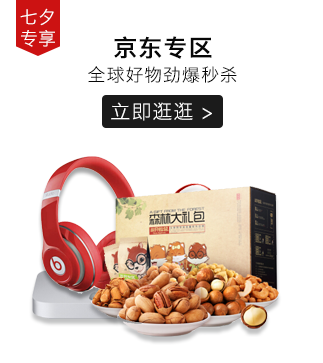 七夕
专享
京东专区
全球好物劲爆秒杀
立即逛逛 >
森林大礼包